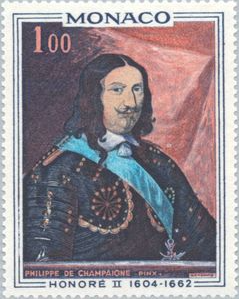 MONACO
1.00
PHILIPPE DE CHAMPAIGNE - PINX -
HONORÉ II 1604-1662